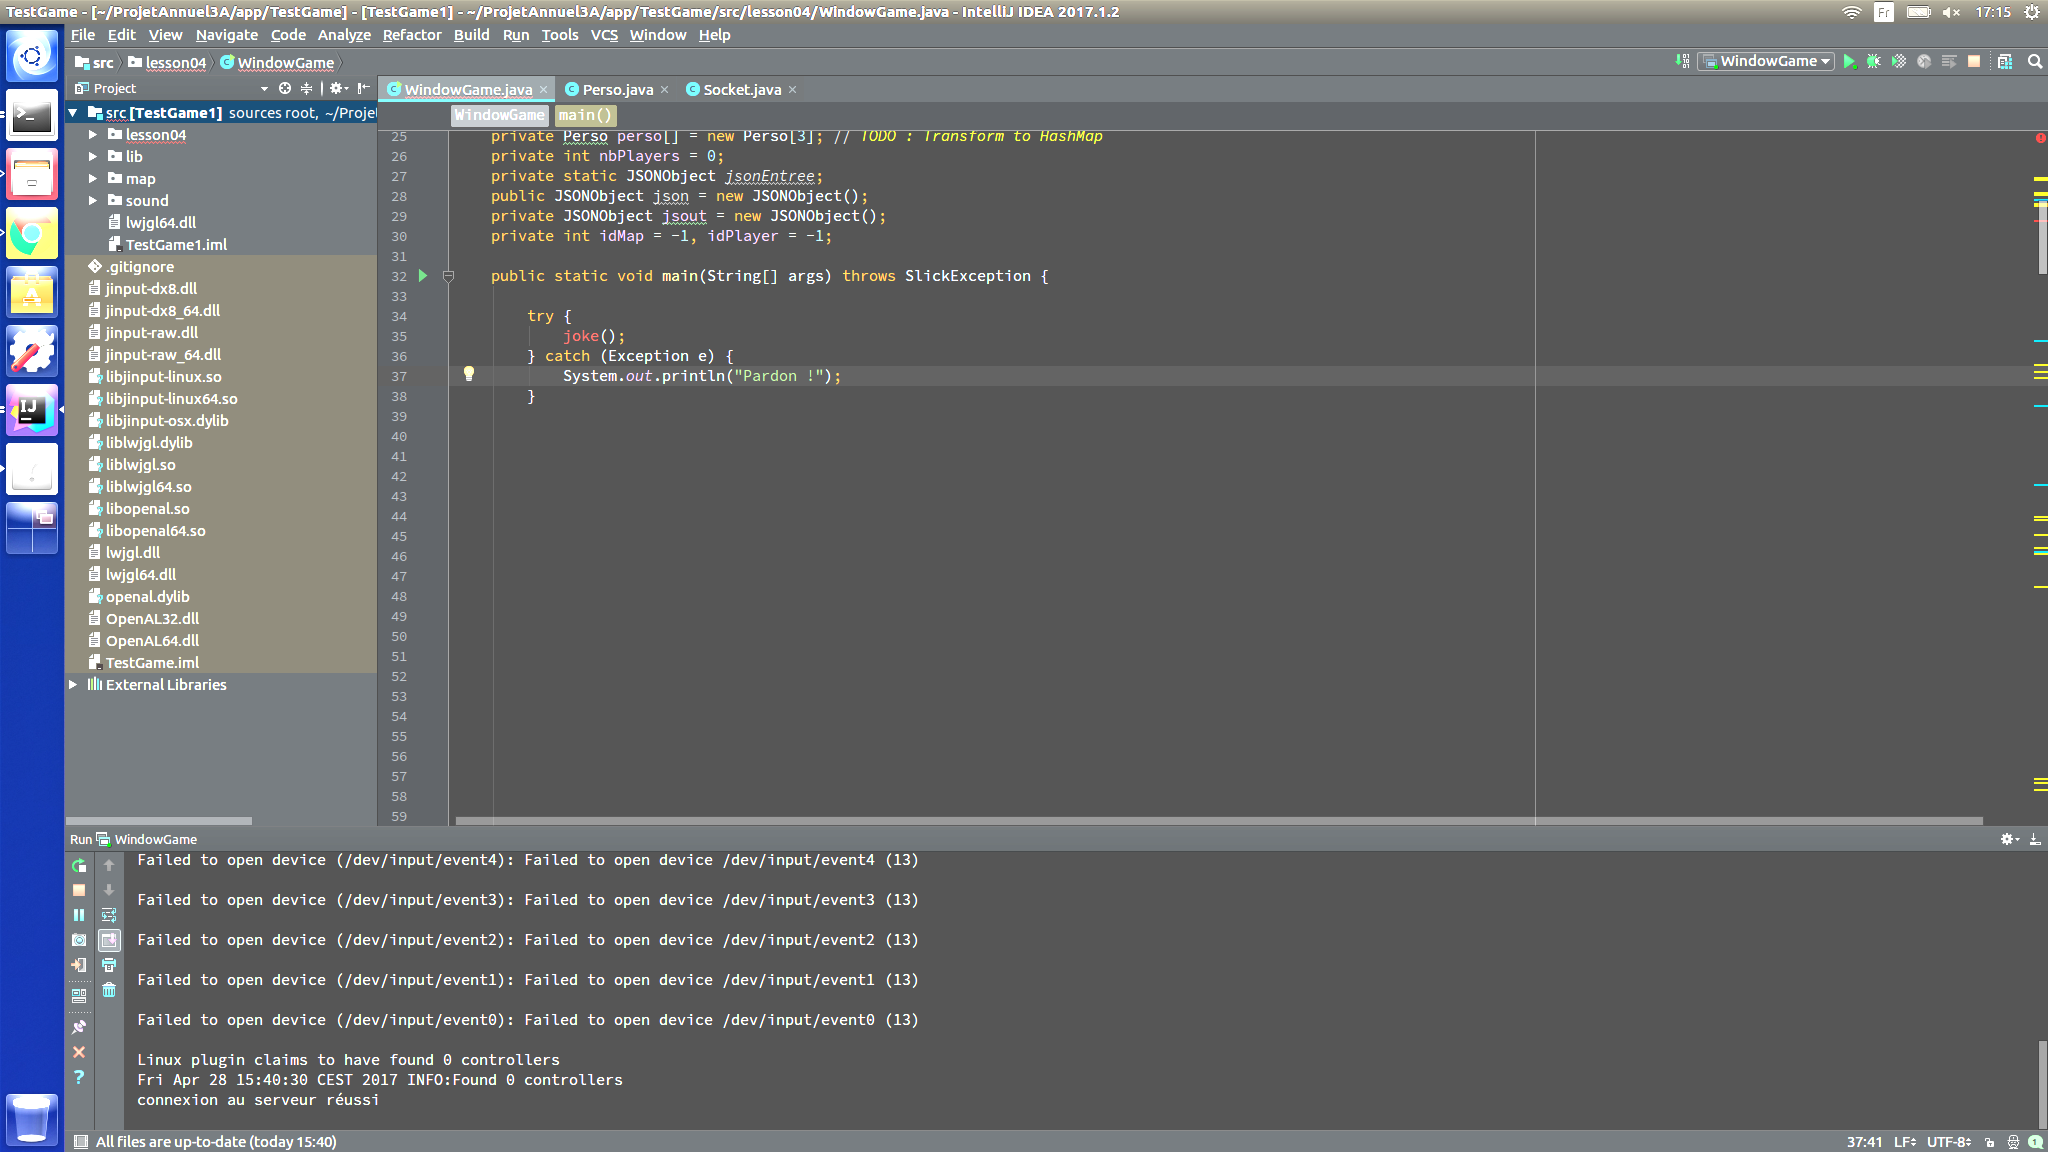 TestGame - [~/ProjetAnnuel3A/app/TestGame] - [TestGame1] - ~/ProjetAnnuel3A/app/TestGame/src/lesson04/WindowGame.java - IntelliJ IDEA 2017.1.2
Fr
17:15
File Edit View Navigate Code Analyze Refactor Build Run Tools VCS Window Help
src lesson04 WindowGame
WindowGame
Project
WindowGame.java Perso.java Socket.java
WindowGame main()
src [TestGame1] sources root, ~/Proje
lesson04
lib
map
sound
lwjgl64.dll
TestGame1.iml
.gitignore
jinput-dx8.dll
jinput-dx8_64.dll
jinput-raw.dll
jinput-raw_64.dll
libjinput-linux.so
libjinput-linux64.so
libjinput-osx.dylib
liblwjgl.dylib
liblwjgl.so
liblwjgl64.so
libopenal.so
libopenal64.so
lwjgl.dll
lwjgl64.dll
openal.dylib
OpenAL32.dll
OpenAL64.dll
TestGame.iml
External Libraries
25 private Perso perso[] = new Perso[3]; // TODO : Transform to HashMap
26 private int nbPlayers = 0;
27 private static JSONObject jsonEntree;
28 public JSONObject json = new JSONObject();
29 private JSONObject jsout = new JSONObject();
30 private int idMap = -1, idPlayer = -1;
31
32 public static void main(String[] args) throws SlickException {
33
34 try {
35 joke();
36 } catch (Exception e) {
37 System.out.println("Pardon !");
38 }
39
40
41
42
43
44
45
46
47
48
49
50
51
52
53
54
55
56
57
58
59
Run WindowGame
Failed to open device (/dev/input/event4): Failed to open device /dev/input/event4 (13)
Failed to open device (/dev/input/event3): Failed to open device /dev/input/event3 (13)
Failed to open device (/dev/input/event2): Failed to open device /dev/input/event2 (13)
Failed to open device (/dev/input/event1): Failed to open device /dev/input/event1 (13)
Failed to open device (/dev/input/event0): Failed to open device /dev/input/event0 (13)
Linux plugin claims to have found 0 controllers
Fri Apr 28 15:40:30 CEST 2017 INFO:Found 0 controllers
connexion au serveur réussi
All files are up-to-date (today 15:40)
37:41 LF UTF-8 1